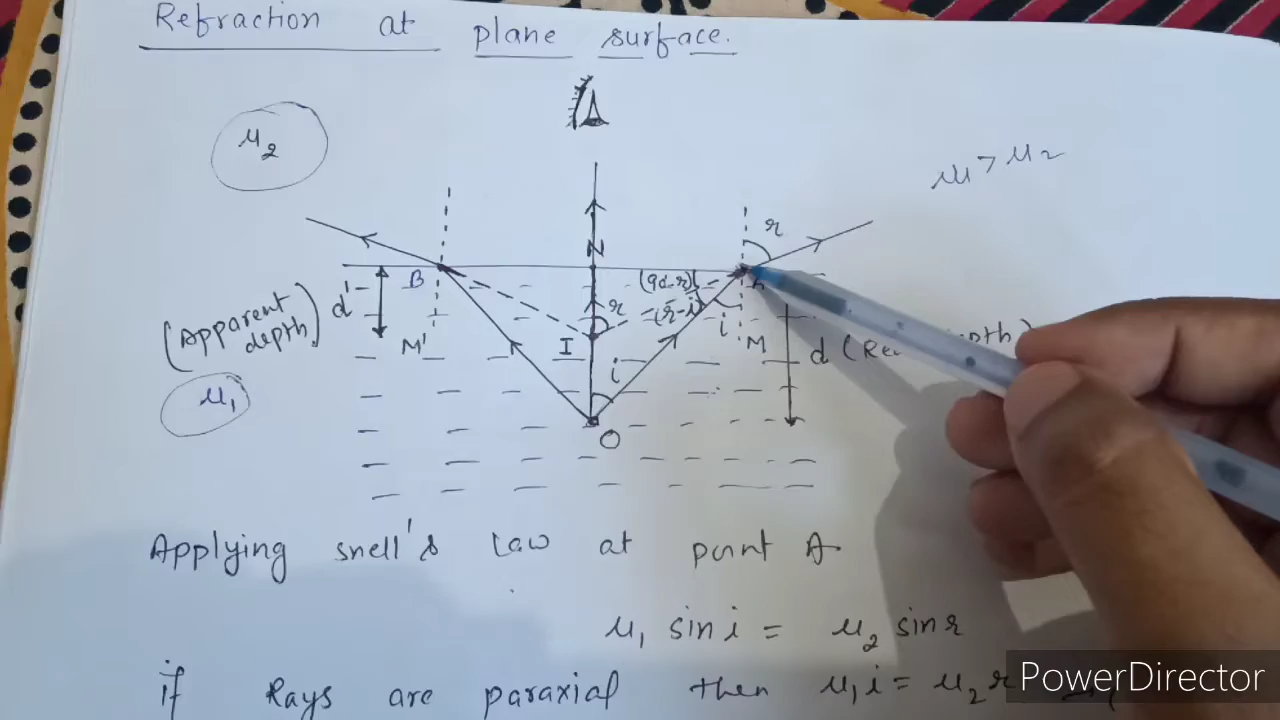 Refraction at plane surface.
μ2
μ1 > μ2
r
N
B
(90-r)
d'
r
(r-i)
i
(Apparent depth)
M'
I
M
d
i
μ1
O
Applying snell's Law at point A
μ1 sin i = μ2 sin r
if Rays are paraxial then μ1 i = μ2 r
PowerDirector